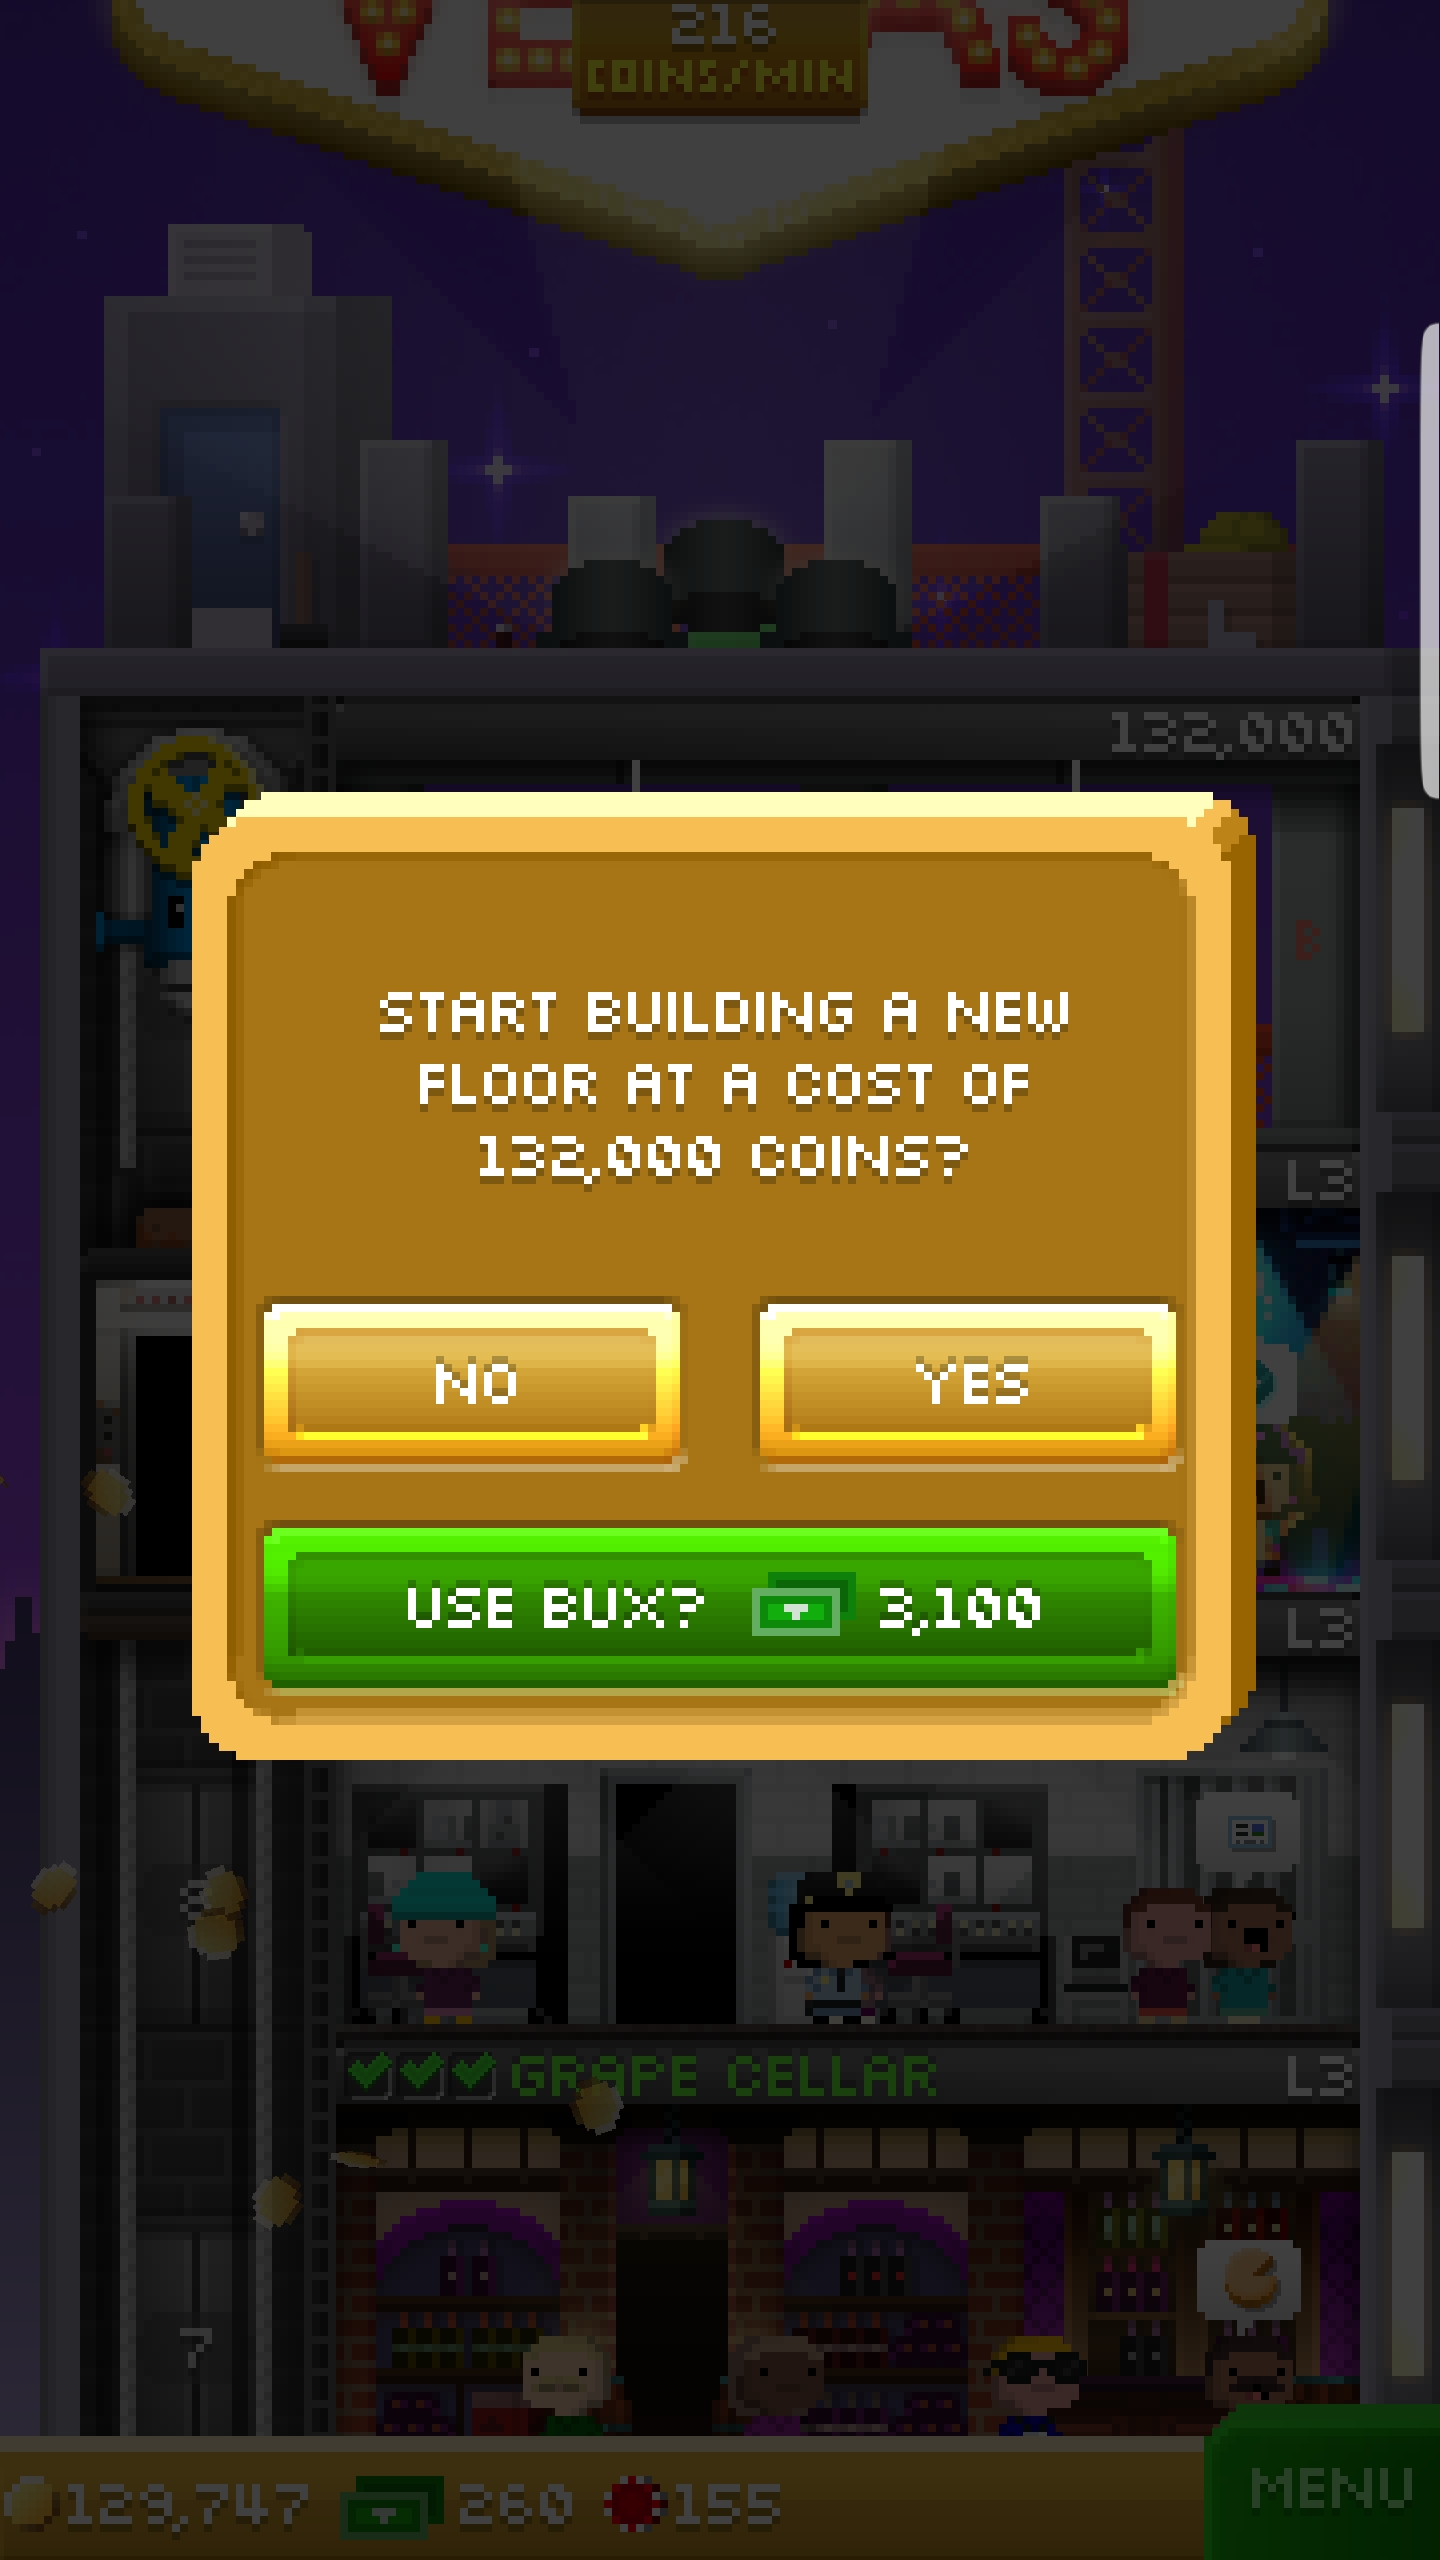 VEGAS
216
COINS/MIN
132,000
B
START BUILDING A NEW
FLOOR AT A COST OF
132,000 COINS?
L3
NO
YES
USE BUX? 3,100
L3
GRAPE CELLAR
L3
?
129,747
260
155
MENU